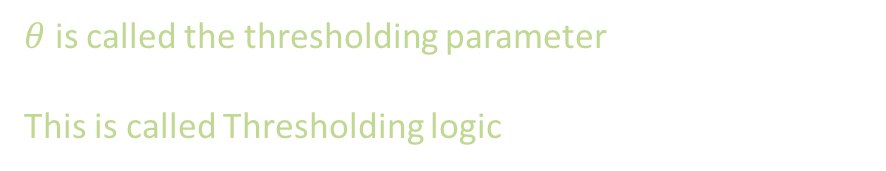 θ is called the thresholding parameter
This is called Thresholding logic